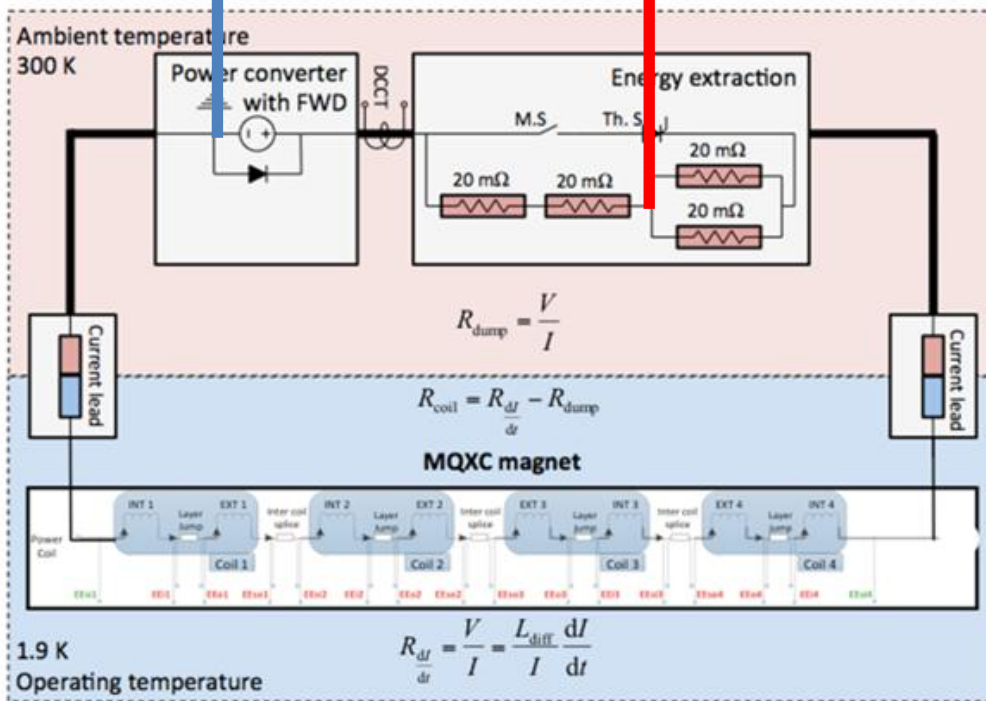 Ambient temperature
300 K
Power converter
with FWD
DCCT
Energy extraction
M.S
Th. S
20 mΩ
20 mΩ
20 mΩ
20 mΩ
R_dump = V / I
Current lead
Current lead
R_coil = R_dI/dt − R_dump
MQXC magnet
INT 1
EXT 1
INT 2
EXT 2
EXT 3
INT 3
EXT 4
INT 4
Layer
Jump
Inter coil
splice
Layer
Jump
Inter coil
splice
Layer
Jump
Inter coil
splice
Layer
Jump
Power
Coil
Coil 1
Coil 2
Coil 3
Coil 4
R_dI/dt = V / I = L_diff / I dI / dt
1.9 K
Operating temperature